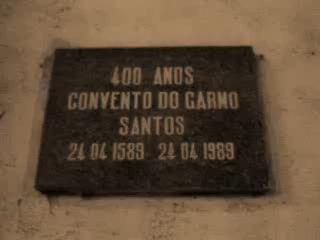 400 ANOS
CONVENTO DO CARMO
SANTOS
24 04 1589 24 04 1989